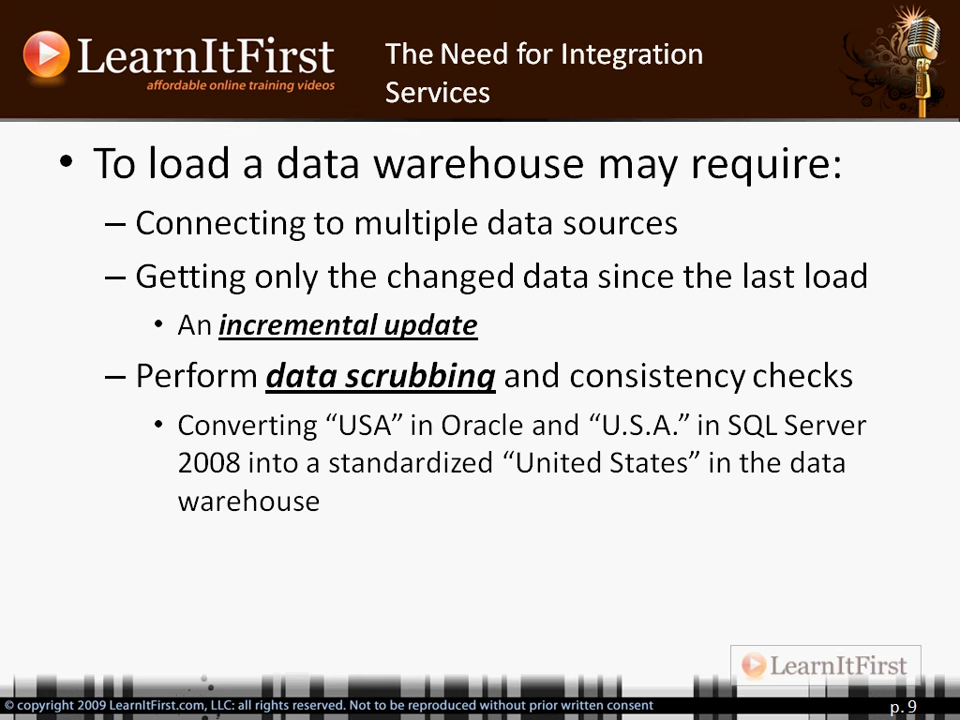 LearnItFirst
affordable online training videos
The Need for Integration
Services
• To load a data warehouse may require:
– Connecting to multiple data sources
– Getting only the changed data since the last load
• An incremental update
– Perform data scrubbing and consistency checks
• Converting “USA” in Oracle and “U.S.A.” in SQL Server
2008 into a standardized “United States” in the data
warehouse
LearnItFirst
© copyright 2009 LearnItFirst.com, LLC: all rights reserved. Not to be reproduced without prior written consent
p. 9